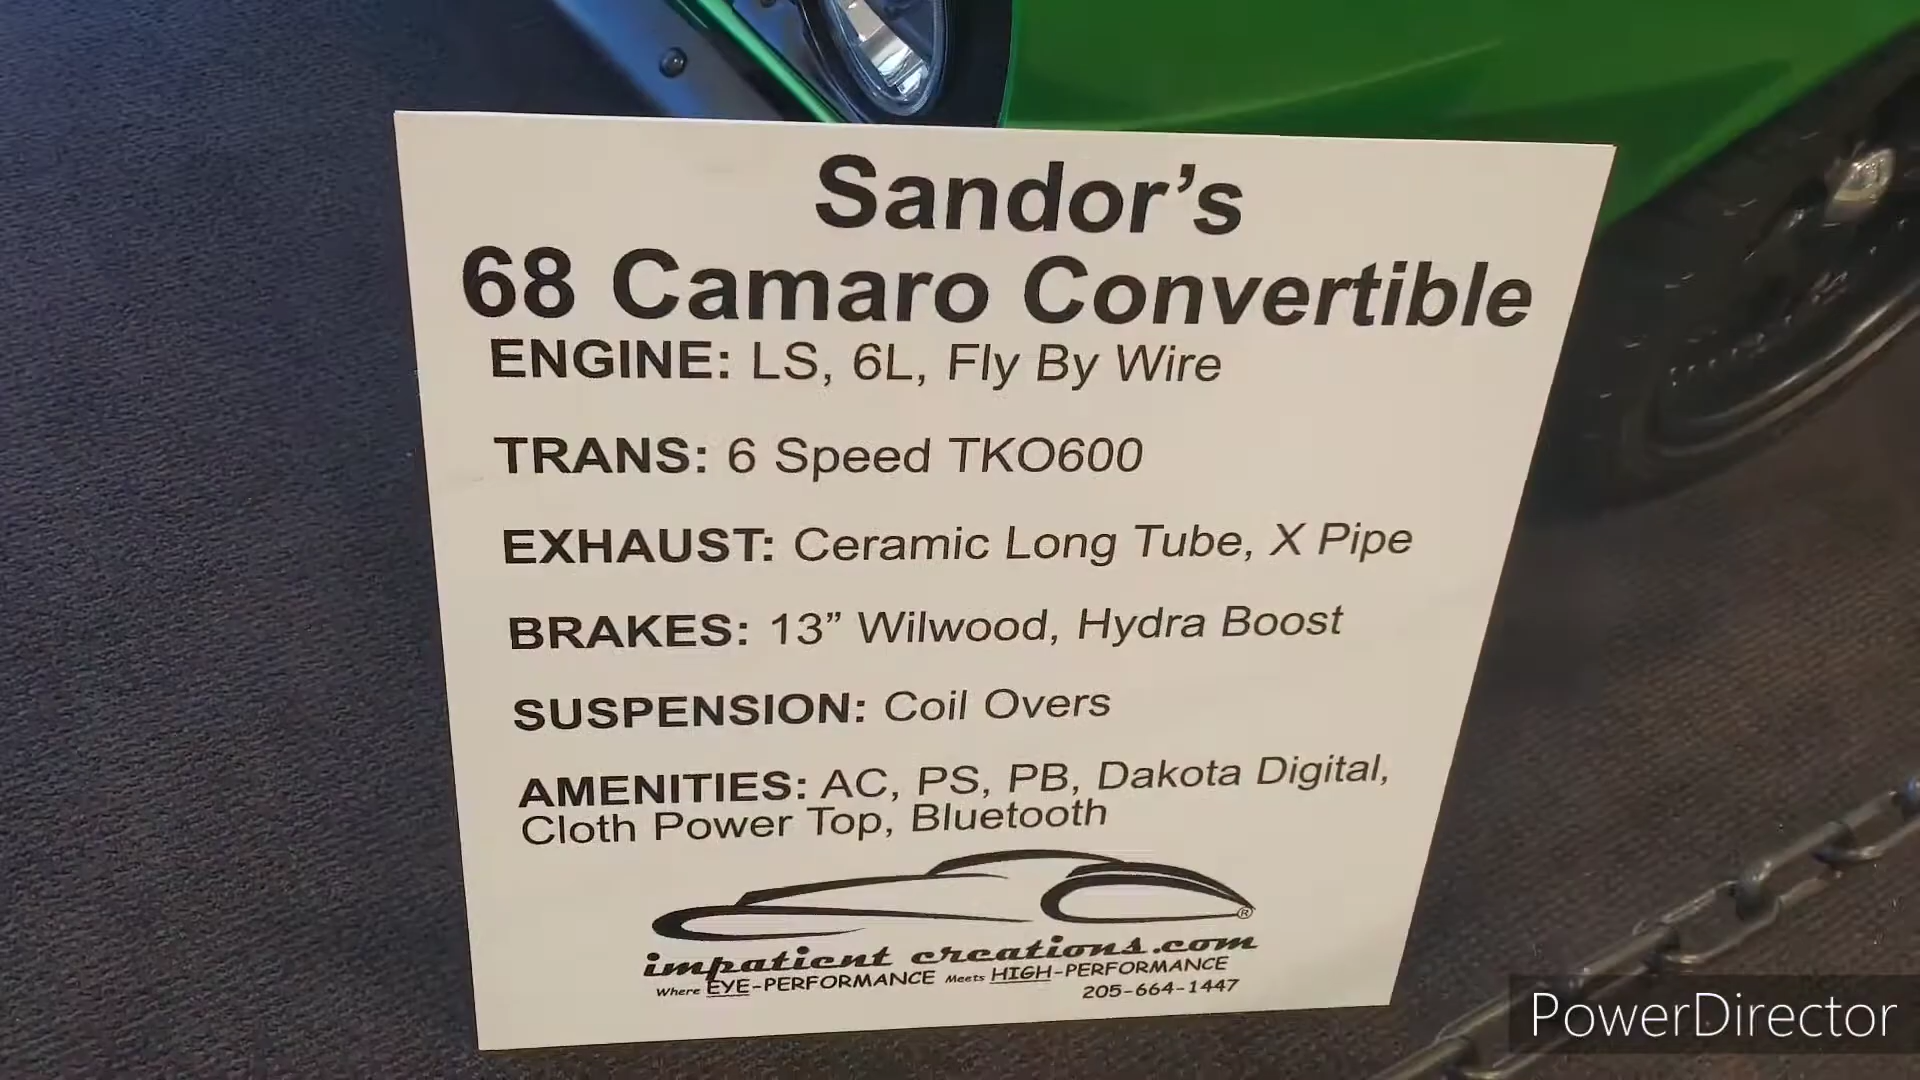 Sandor's
68 Camaro Convertible
ENGINE: LS, 6L, Fly By Wire
TRANS: 6 Speed TKO600
EXHAUST: Ceramic Long Tube, X Pipe
BRAKES: 13” Wilwood, Hydra Boost
SUSPENSION: Coil Overs
AMENITIES: AC, PS, PB, Dakota Digital,
Cloth Power Top, Bluetooth
®
impatient creations.com
Where EYE-PERFORMANCE Meets HIGH-PERFORMANCE
205-664-1447
PowerDirector